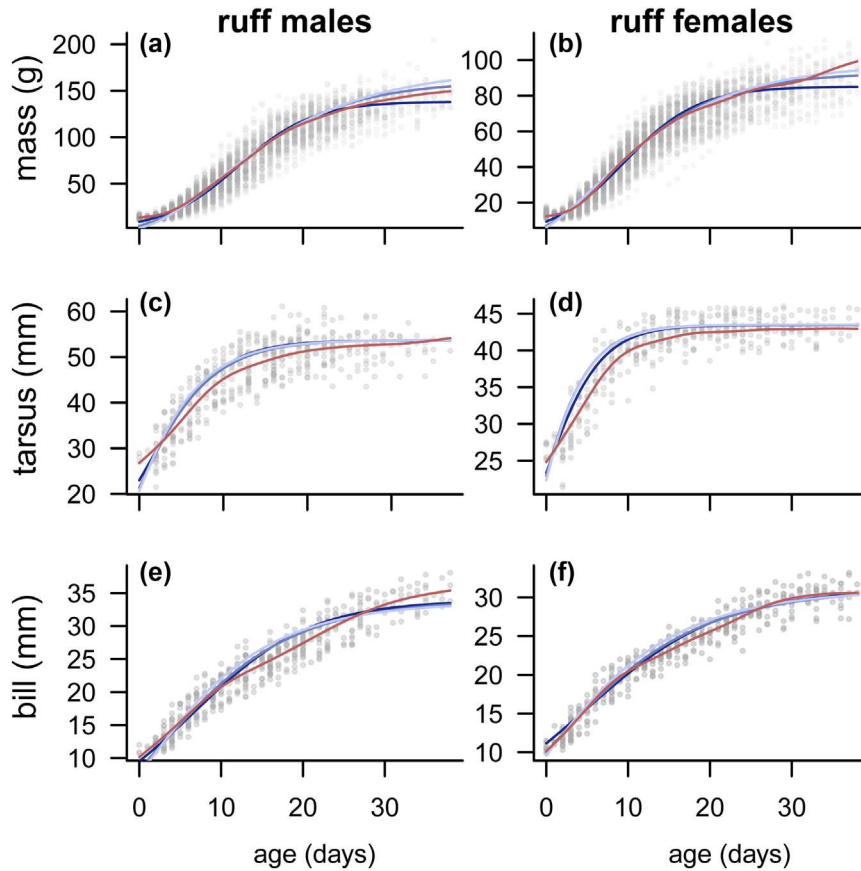 ruff males
ruff females
(a)
(b)
mass (g)
200
150
100
50
100
80
60
40
20
(c)
(d)
tarsus (mm)
60
50
40
30
20
45
40
35
30
25
(e)
(f)
bill (mm)
35
30
25
20
15
10
30
25
20
15
10
0 10 20 30
0 10 20 30
age (days)
age (days)